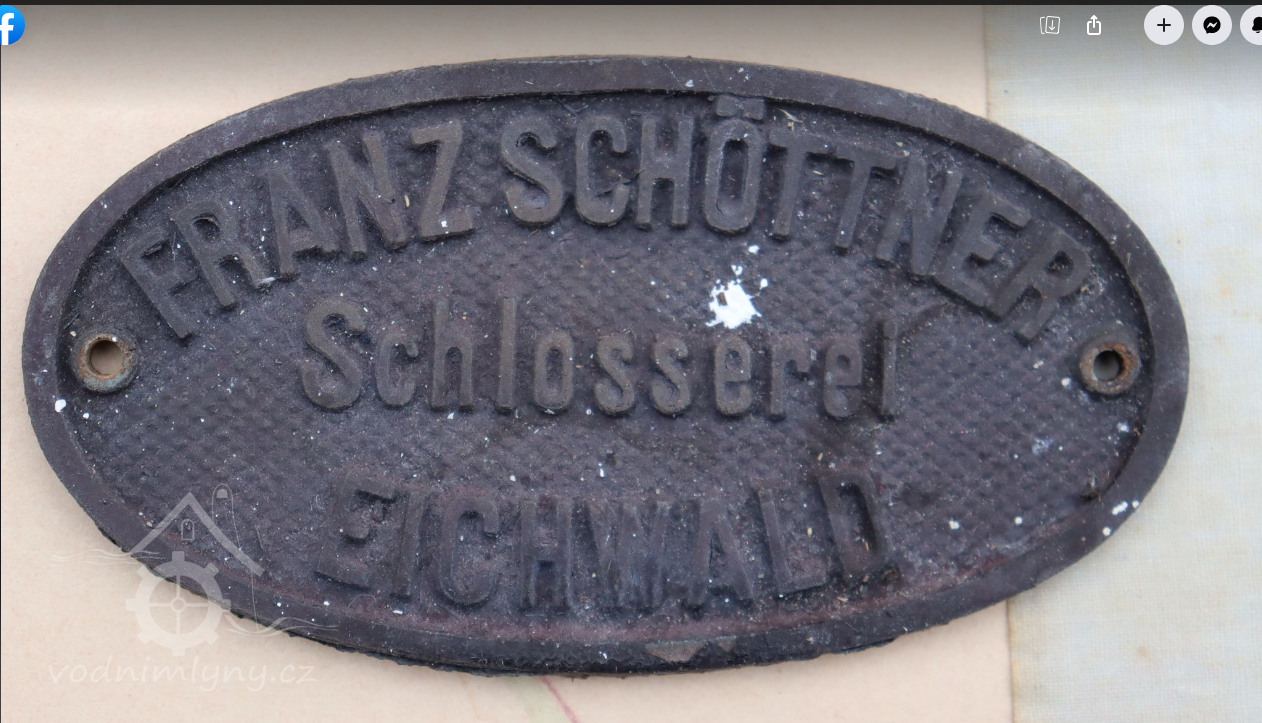 FRANZ SCHÖTTNER
Schlosserei
EICHWALD
vodnimlyny.cz